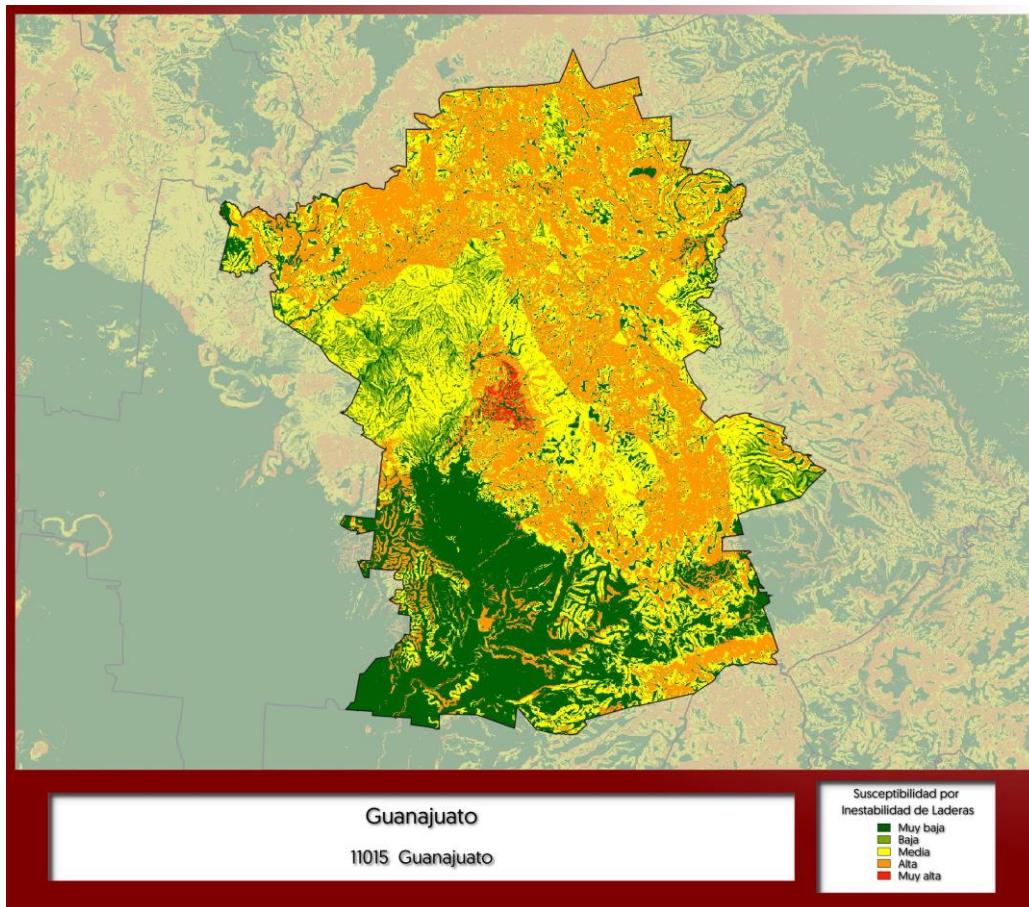 Guanajuato
11015 Guanajuato
Susceptibilidad por
Inestabilidad de Laderas
Muy baja
Baja
Media
Alta
Muy alta